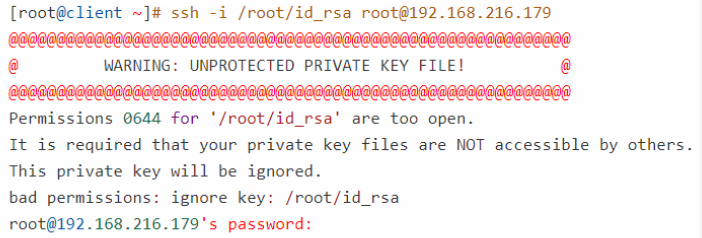 [root@client ~]# ssh -i /root/id_rsa root@192.168.216.179
@@@@@@@@@@@@@@@@@@@@@@@@@@@@@@@@@@@@@@@@@@@@@@@@@@@@@@@@@@@
@         WARNING: UNPROTECTED PRIVATE KEY FILE!          @
@@@@@@@@@@@@@@@@@@@@@@@@@@@@@@@@@@@@@@@@@@@@@@@@@@@@@@@@@@@
Permissions 0644 for '/root/id_rsa' are too open.
It is required that your private key files are NOT accessible by others.
This private key will be ignored.
bad permissions: ignore key: /root/id_rsa
root@192.168.216.179's password: